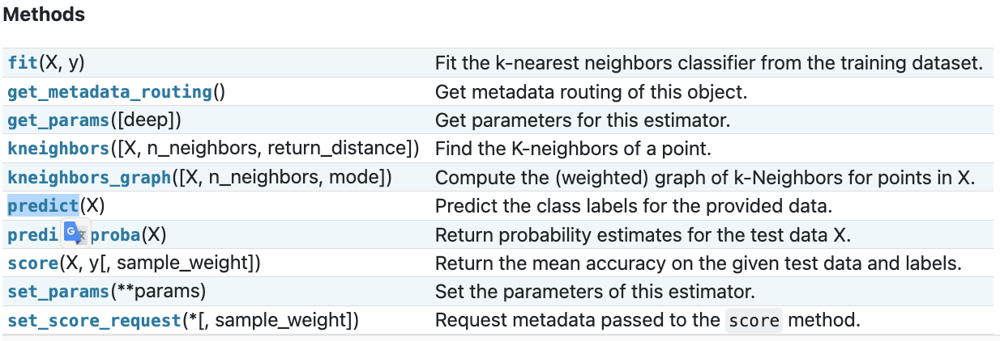 Methods
fit(X, y) Fit the k-nearest neighbors classifier from the training dataset.
get_metadata_routing() Get metadata routing of this object.
get_params([deep]) Get parameters for this estimator.
kneighbors([X, n_neighbors, return_distance]) Find the K-neighbors of a point.
kneighbors_graph([X, n_neighbors, mode]) Compute the (weighted) graph of k-Neighbors for points in X.
predict(X) Predict the class labels for the provided data.
predi proba(X) Return probability estimates for the test data X.
score(X, y[, sample_weight]) Return the mean accuracy on the given test data and labels.
set_params(**params) Set the parameters of this estimator.
set_score_request(*[, sample_weight]) Request metadata passed to the score method.